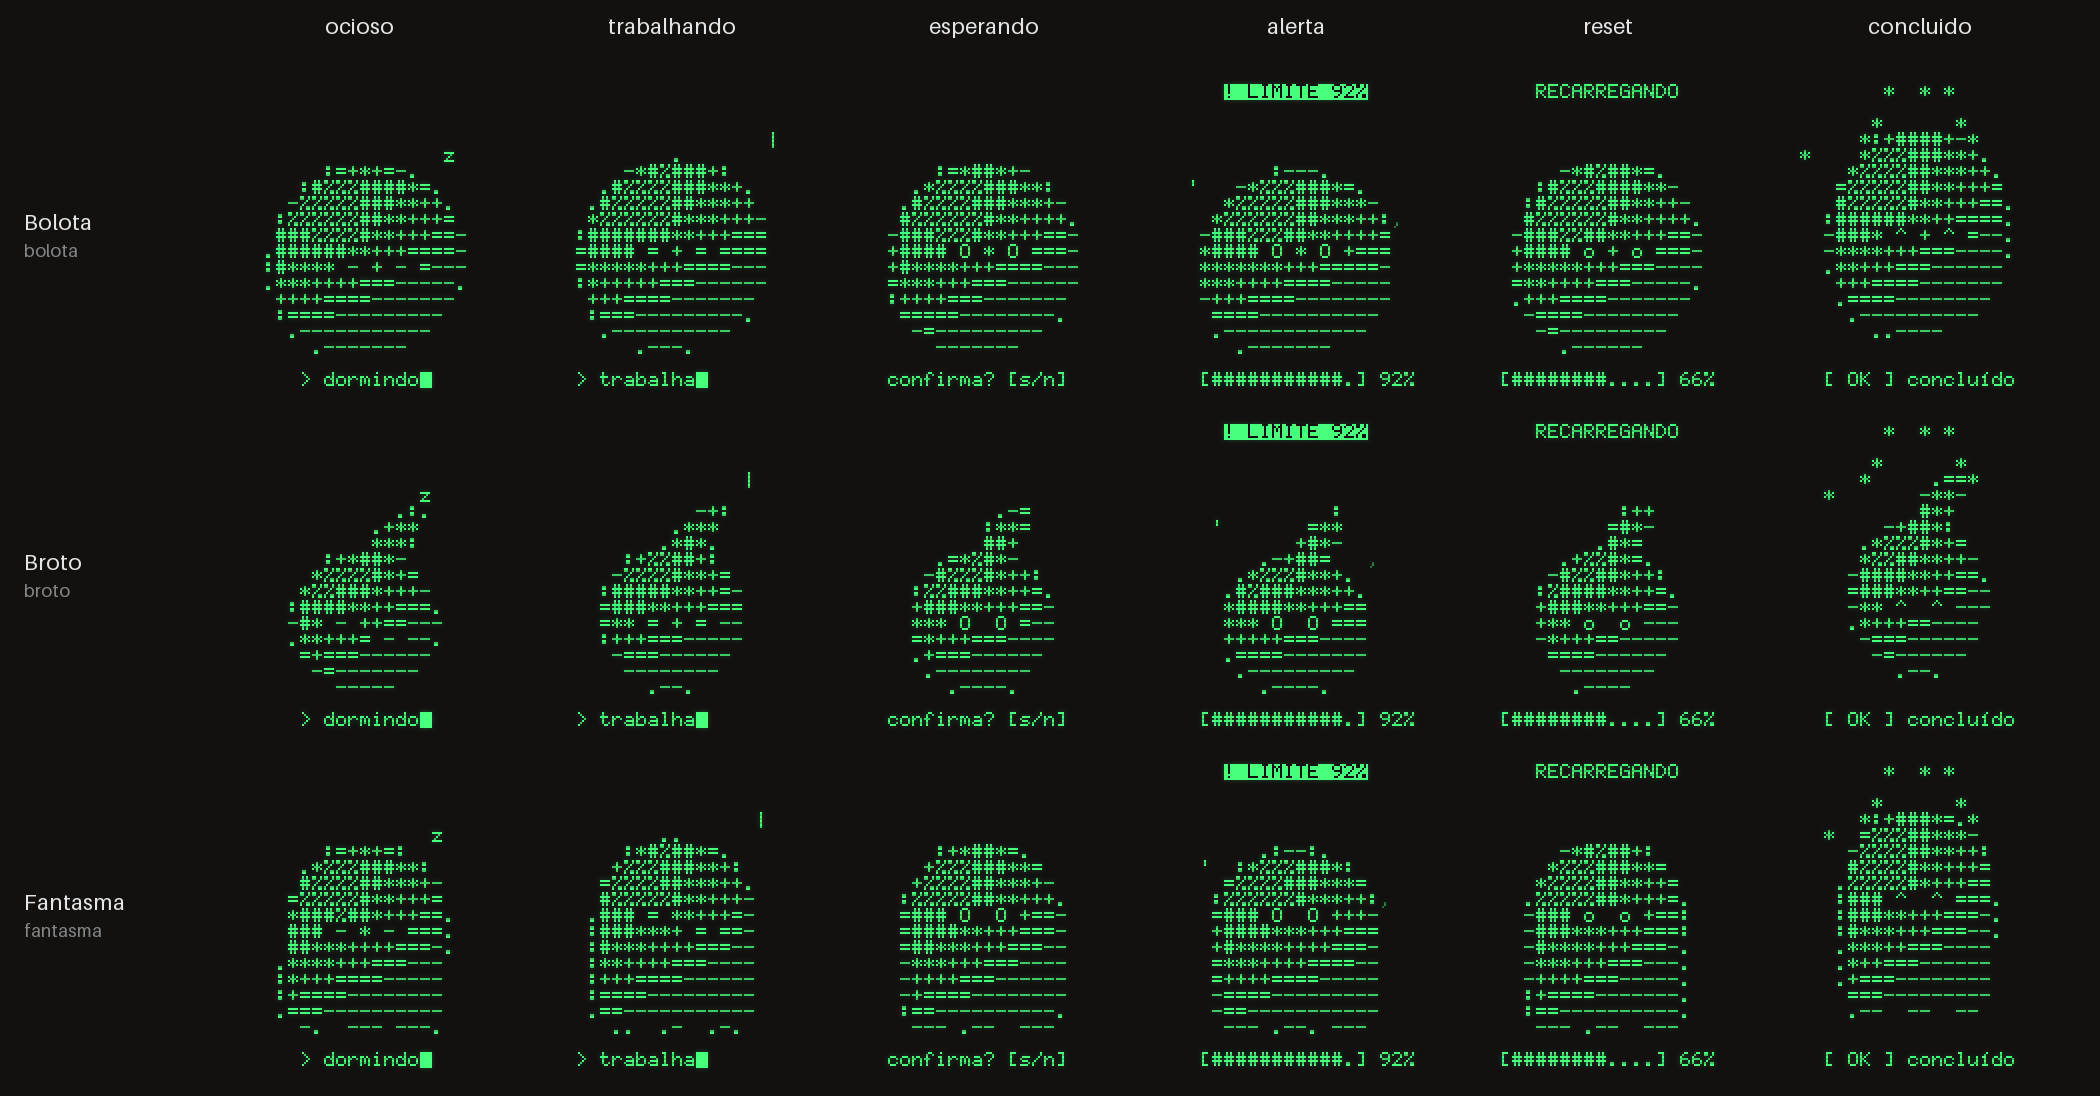 ocioso trabalhando esperando alerta reset concluido
! LIMITE 92% RECARREGANDO
Bolota
bolota
> dormindo > trabalha confirma? [s/n] [###########.] 92% [########....] 66% [ OK ] concluído
! LIMITE 92% RECARREGANDO
Broto
broto
> dormindo > trabalha confirma? [s/n] [###########.] 92% [########....] 66% [ OK ] concluído
! LIMITE 92% RECARREGANDO
Fantasma
fantasma
> dormindo > trabalha confirma? [s/n] [###########.] 92% [########....] 66% [ OK ] concluído